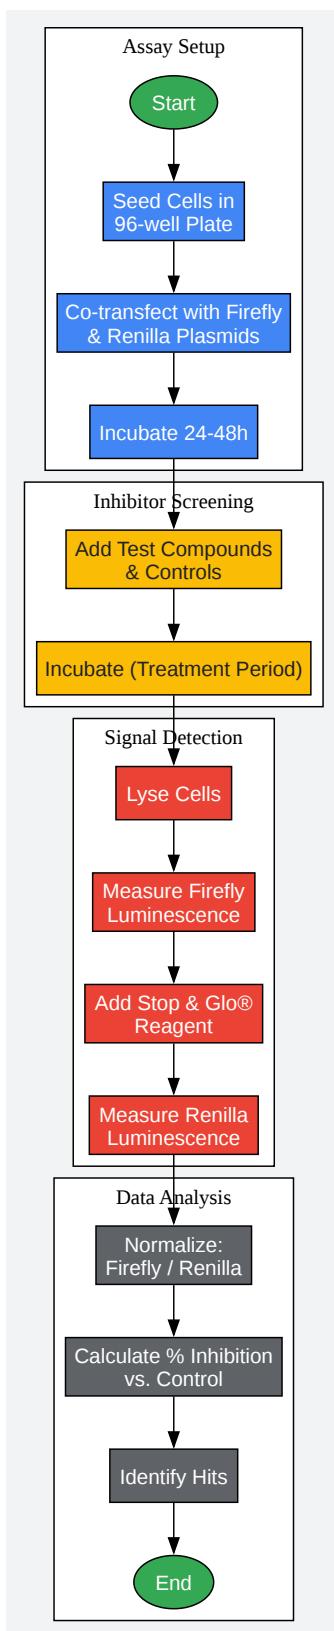 Assay Setup
Start
Seed Cells in
96-well Plate
Co-transfect with Firefly
& Renilla Plasmids
Incubate 24-48h
Inhibitor Screening
Add Test Compounds
& Controls
Incubate (Treatment Period)
Signal Detection
Lyse Cells
Measure Firefly
Luminescence
Add Stop & Glo®
Reagent
Measure Renilla
Luminescence
Data Analysis
Normalize:
Firefly / Renilla
Calculate % Inhibition
vs. Control
Identify Hits
End